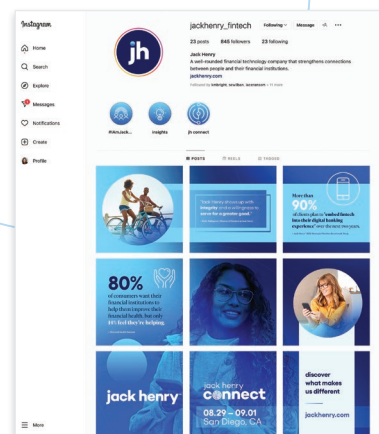 Instagram
Home
Search
Explore
Messages
Notifications
Create
Profile
More
jackhenry_fintech
Following
Message
23 posts
845 followers
23 following
Jack Henry
A well-rounded financial technology company that strengthens connections
between people and their financial institutions.
jackhenry.com
jh
#IAmJack...
Insights
jh connect
POSTS
REELS
TAGGED
"Jack Henry shows up with
integrity and a willingness to
serve for a greater good."
More than
90%
of clients plan to "embed fintech
into their digital banking
experience" over the next two years.
80%
of consumers want their
financial institutions to
help them improve their
financial health, but only
14% feel they're helping.
jack henry
jack henry
connect
08.29 – 09.01
San Diego, CA
discover
what makes
us different
jackhenry.com